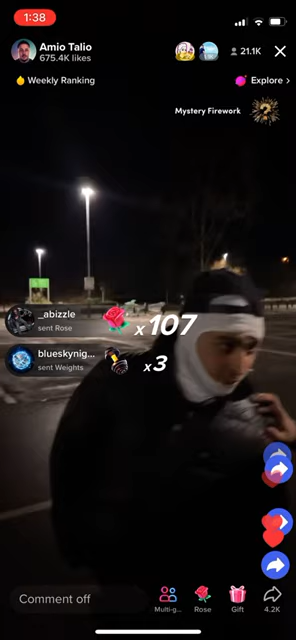 1:38
Amio Talio
675.4K likes
21.1K
Weekly Ranking
Explore >
Mystery Firework
_abizzle
sent Rose
x107
blueskynig...
sent Weights
x3
Comment off
Multi-g...
Rose
Gift
4.2K